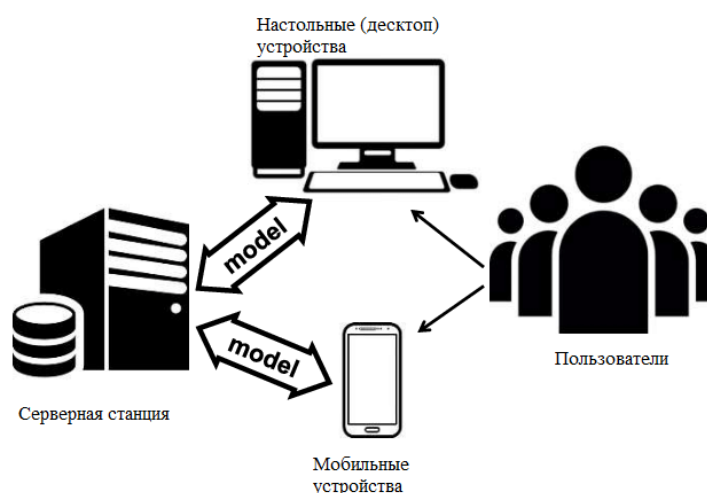 Настольные (десктоп)
устройства
model
model
Пользователи
Серверная станция
Мобильные
устройства